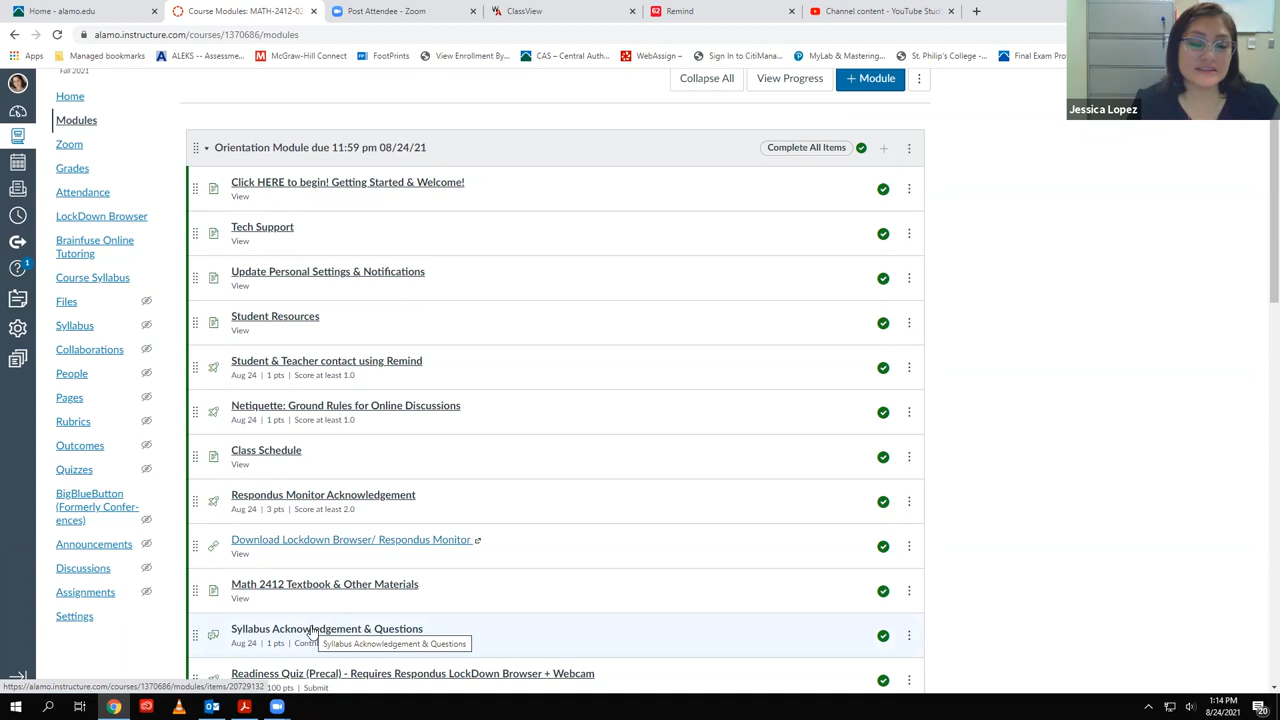 Home - alamo.edu
Course Modules: MATH-2412-02
Post Attendee - Zoom
ClassView
Remind
Channel content - YouTube Stud
alamo.instructure.com/courses/1370686/modules
Apps
Managed bookmarks
ALEKS -- Assessme...
McGraw-Hill Connect
FootPrints
View Enrollment By...
CAS – Central Auth...
WebAssign –
Sign In to CitiMana...
MyLab & Mastering...
St. Philip's College -...
Final Exam Pro
Jessica Lopez
Fall 2021
Home
Modules
Zoom
Grades
Attendance
LockDown Browser
Brainfuse Online
Tutoring
Course Syllabus
Files
Syllabus
Collaborations
People
Pages
Rubrics
Outcomes
Quizzes
BigBlueButton
(Formerly Confer-
ences)
Announcements
Discussions
Assignments
Settings
1
Collapse All
View Progress
+ Module
Orientation Module due 11:59 pm 08/24/21
Complete All Items
Click HERE to begin! Getting Started & Welcome!
View
Tech Support
View
Update Personal Settings & Notifications
View
Student Resources
View
Student & Teacher contact using Remind
Aug 24 | 1 pts | Score at least 1.0
Netiquette: Ground Rules for Online Discussions
Aug 24 | 1 pts | Score at least 1.0
Class Schedule
View
Respondus Monitor Acknowledgement
Aug 24 | 3 pts | Score at least 2.0
Download Lockdown Browser/ Respondus Monitor
View
Math 2412 Textbook & Other Materials
View
Syllabus Acknowledgement & Questions
Aug 24 | 1 pts | Contri
Syllabus Acknowledgement & Questions
Readiness Quiz (Precal) - Requires Respondus LockDown Browser + Webcam
100 pts | Submit
https://alamo.instructure.com/courses/1370686/modules/items/20729132
1:14 PM
8/24/2021
20